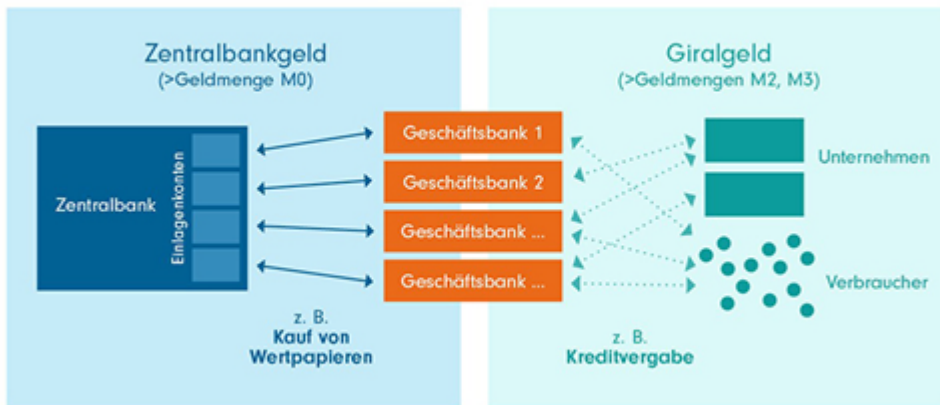 Zentralbankgeld
(>Geldmenge M0)
Zentralbank
Einlagenkonten
z. B.
Kauf von
Wertpapieren
Geschäftsbank 1
Geschäftsbank 2
Geschäftsbank ...
Geschäftsbank ...
Giralgeld
(>Geldmengen M2, M3)
Unternehmen
Verbraucher
z. B.
Kreditvergabe